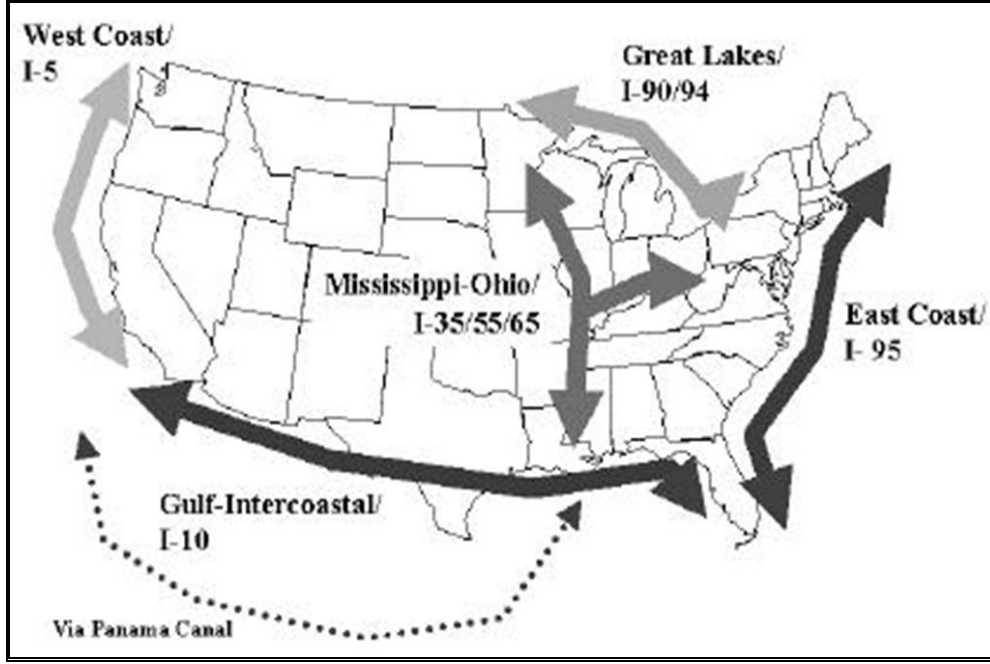 West Coast/
I-5
Great Lakes/
I-90/94
Mississippi-Ohio/
I-35/55/65
East Coast/
I- 95
Gulf-Intercoastal/
I-10
Via Panama Canal